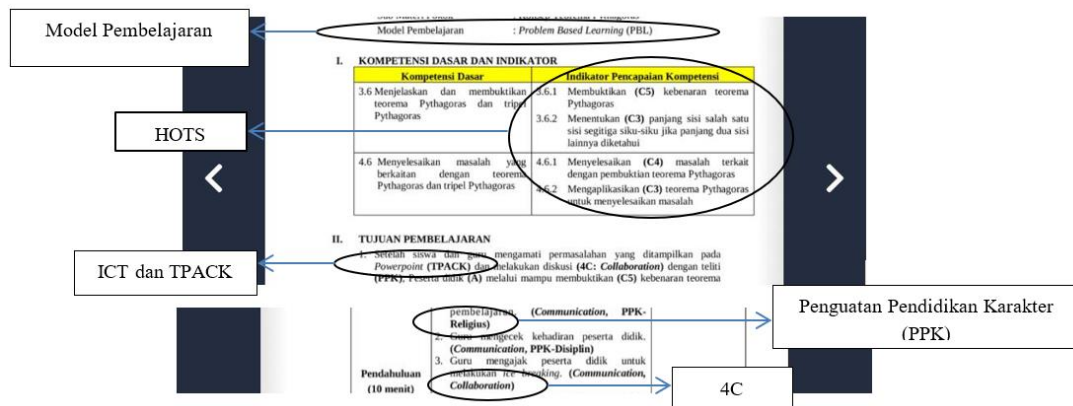 Model Pembelajaran
Model Pembelajaran : Problem Based Learning (PBL)
I. KOMPETENSI DASAR DAN INDIKATOR
Kompetensi Dasar
Indikator Pencapaian Kompetensi
3.6 Menjelaskan dan membuktikan
teorema Pythagoras dan tripel
Pythagoras
3.6.1 Membuktikan (C5) kebenaran teorema
Pythagoras
3.6.2 Menentukan (C3) panjang sisi salah satu
sisi segitiga siku-siku jika panjang dua sisi
lainnya diketahui
HOTS
4.6 Menyelesaikan masalah yang
berkaitan dengan teorema
Pythagoras dan tripel Pythagoras
4.6.1 Menyelesaikan (C4) masalah terkait
dengan pembuktian teorema Pythagoras
4.6.2 Mengaplikasikan (C3) teorema Pythagoras
untuk menyelesaikan masalah
II. TUJUAN PEMBELAJARAN
1. Setelah siswa dan guru mengamati permasalahan yang ditampilkan pada
Powerpoint (TPACK) dan melakukan diskusi (4C: Collaboration) dengan teliti
(PPK), Peserta didik (A) melalui mampu membuktikan (C5) kebenaran teorema
ICT dan TPACK
pembelajaran. (Communication, PPK-
Religius)
2. Guru mengecek kehadiran peserta didik.
(Communication, PPK-Disiplin)
3. Guru mengajak peserta didik untuk
melakukan ice breaking. (Communication,
Collaboration)
Pendahuluan
(10 menit)
Penguatan Pendidikan Karakter
(PPK)
4C